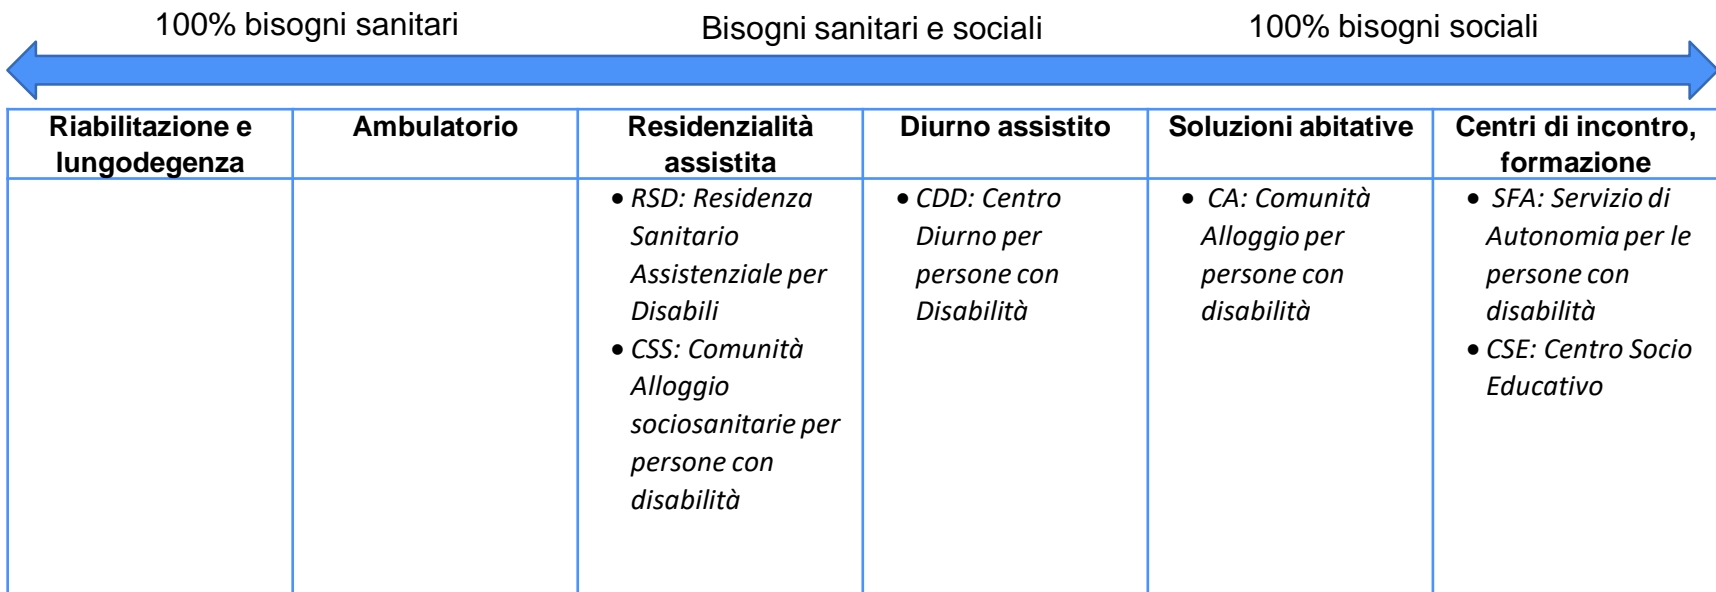 100% bisogni sanitari
Bisogni sanitari e sociali
100% bisogni sociali
Riabilitazione e
lungodegenza
Ambulatorio
Residenzialità
assistita
Diurno assistito
Soluzioni abitative
Centri di incontro,
formazione
• RSD: Residenza
Sanitario
Assistenziale per
Disabili
• CSS: Comunità
Alloggio
sociosanitarie per
persone con
disabilità
• CDD: Centro
Diurno per
persone con
Disabilità
• CA: Comunità
Alloggio per
persone con
disabilità
• SFA: Servizio di
Autonomia per le
persone con
disabilità
• CSE: Centro Socio
Educativo